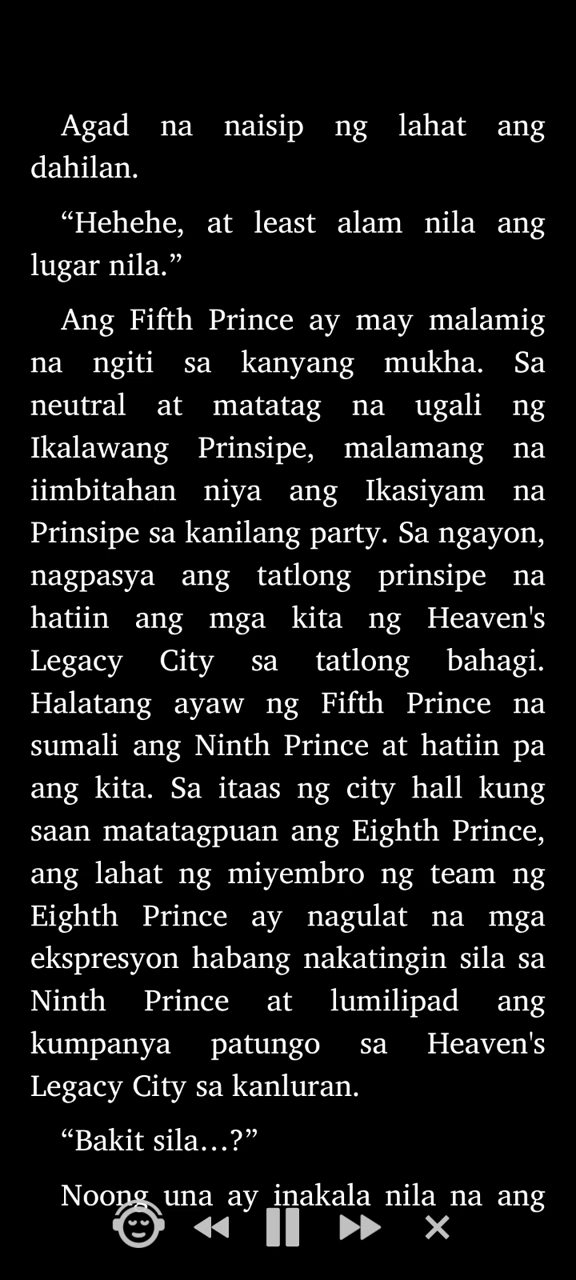 Agad na naisip ng lahat ang
dahilan.
“Hehehe, at least alam nila ang
lugar nila.”
Ang Fifth Prince ay may malamig
na ngiti sa kanyang mukha. Sa
neutral at matatag na ugali ng
Ikalawang Prinsipe, malamang na
iimbitahan niya ang Ikasiyam na
Prinsipe sa kanilang party. Sa ngayon,
nagpasya ang tatlong prinsipe na
hatiin ang mga kita ng Heaven's
Legacy City sa tatlong bahagi.
Halatang ayaw ng Fifth Prince na
sumali ang Ninth Prince at hatiin pa
ang kita. Sa itaas ng city hall kung
saan matatagpuan ang Eighth Prince,
ang lahat ng miyembro ng team ng
Eighth Prince ay nagulat na mga
ekspresyon habang nakatingin sila sa
Ninth Prince at lumilipad ang
kumpanya patungo sa Heaven's
Legacy City sa kanluran.
“Bakit sila...?”
Noong una ay inakala nila na ang